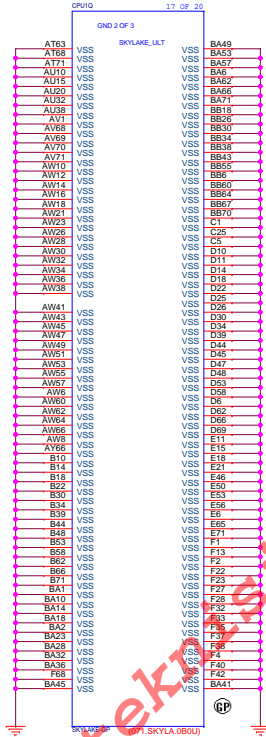 CPU1Q 17 OF 20
GND 2 OF 3
SKYLAKE_ULT
AT63 VSS VSS BA49
AT68 VSS VSS BA53
AT71 VSS VSS BA57
AU10 VSS VSS BA6
AU15 VSS VSS BA62
AU20 VSS VSS BA66
AU32 VSS VSS BA71
AU38 VSS VSS BB18
AV1 VSS VSS BB26
AV68 VSS VSS BB30
AV69 VSS VSS BB34
AV70 VSS VSS BB38
AV71 VSS VSS BB43
AW10 VSS VSS BB55
AW12 VSS VSS BB6
AW14 VSS VSS BB60
AW16 VSS VSS BB64
AW18 VSS VSS BB67
AW21 VSS VSS BB70
AW23 VSS VSS C1
AW26 VSS VSS C25
AW28 VSS VSS C5
AW30 VSS VSS D10
AW32 VSS VSS D11
AW34 VSS VSS D14
AW36 VSS VSS D18
AW38 VSS VSS D22
VSS D25
AW41 VSS VSS D26
AW43 VSS VSS D30
AW45 VSS VSS D34
AW47 VSS VSS D39
AW49 VSS VSS D44
AW51 VSS VSS D45
AW53 VSS VSS D47
AW55 VSS VSS D48
AW57 VSS VSS D53
AW6 VSS VSS D58
AW60 VSS VSS D6
AW62 VSS VSS D62
AW64 VSS VSS D66
AW66 VSS VSS D69
AW8 VSS VSS E11
AY66 VSS VSS E15
B10 VSS VSS E18
B14 VSS VSS E21
B18 VSS VSS E46
B22 VSS VSS E50
B30 VSS VSS E53
B34 VSS VSS E56
B39 VSS VSS E6
B44 VSS VSS E65
B48 VSS VSS E71
B53 VSS VSS F1
B58 VSS VSS F13
B62 VSS VSS F2
B66 VSS VSS F22
B71 VSS VSS F23
BA1 VSS VSS F27
BA10 VSS VSS F28
BA14 VSS VSS F32
BA18 VSS VSS F33
BA2 VSS VSS F35
BA23 VSS VSS F37
BA28 VSS VSS F38
BA32 VSS VSS F4
BA36 VSS VSS F40
F68 VSS VSS F42
BA45 VSS VSS BA41
GP
SKYLAKE-GP (071.SKYLA.0B0U)